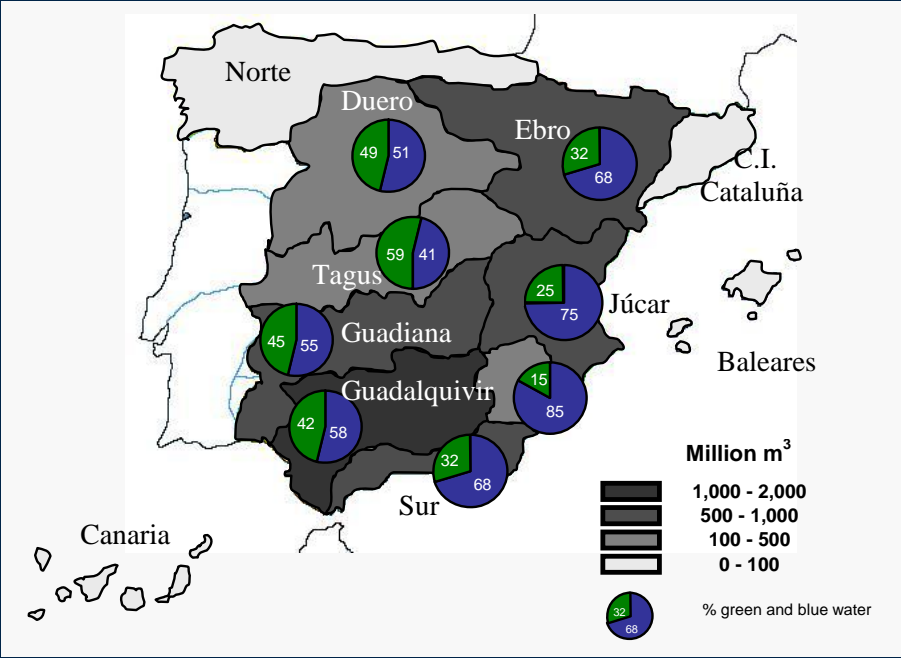 Norte
Duero
49 51
Ebro
32
68
C.I.
Cataluña
59 41
Tagus
25
75
Júcar
45 55
Guadiana
Baleares
Guadalquivir
15
85
42
58
32
68
Sur
Million m³
1,000 - 2,000
500 - 1,000
100 - 500
0 - 100
Canaria
32
68
% green and blue water